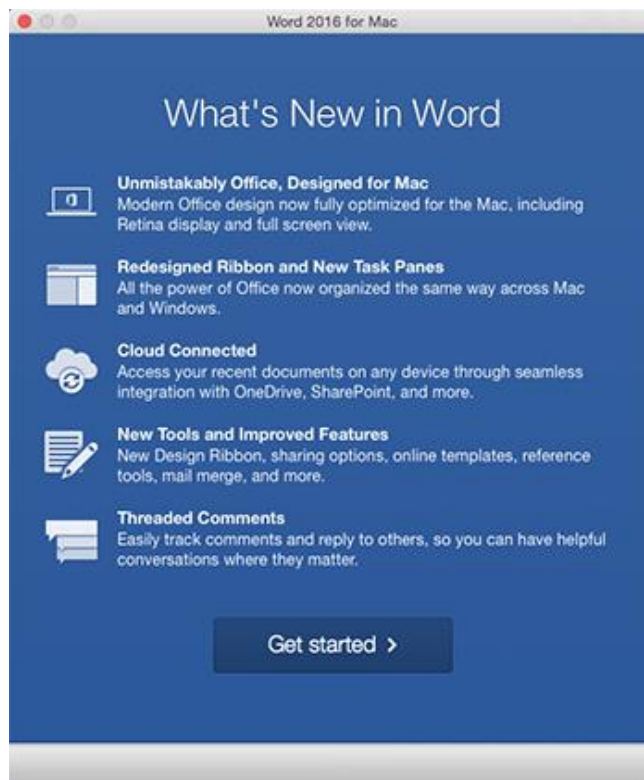 Word 2016 for Mac
What's New in Word
Unmistakably Office, Designed for Mac
Modern Office design now fully optimized for the Mac, including
Retina display and full screen view.
Redesigned Ribbon and New Task Panes
All the power of Office now organized the same way across Mac
and Windows.
Cloud Connected
Access your recent documents on any device through seamless
integration with OneDrive, SharePoint, and more.
New Tools and Improved Features
New Design Ribbon, sharing options, online templates, reference
tools, mail merge, and more.
Threaded Comments
Easily track comments and reply to others, so you can have helpful
conversations where they matter.
Get started >